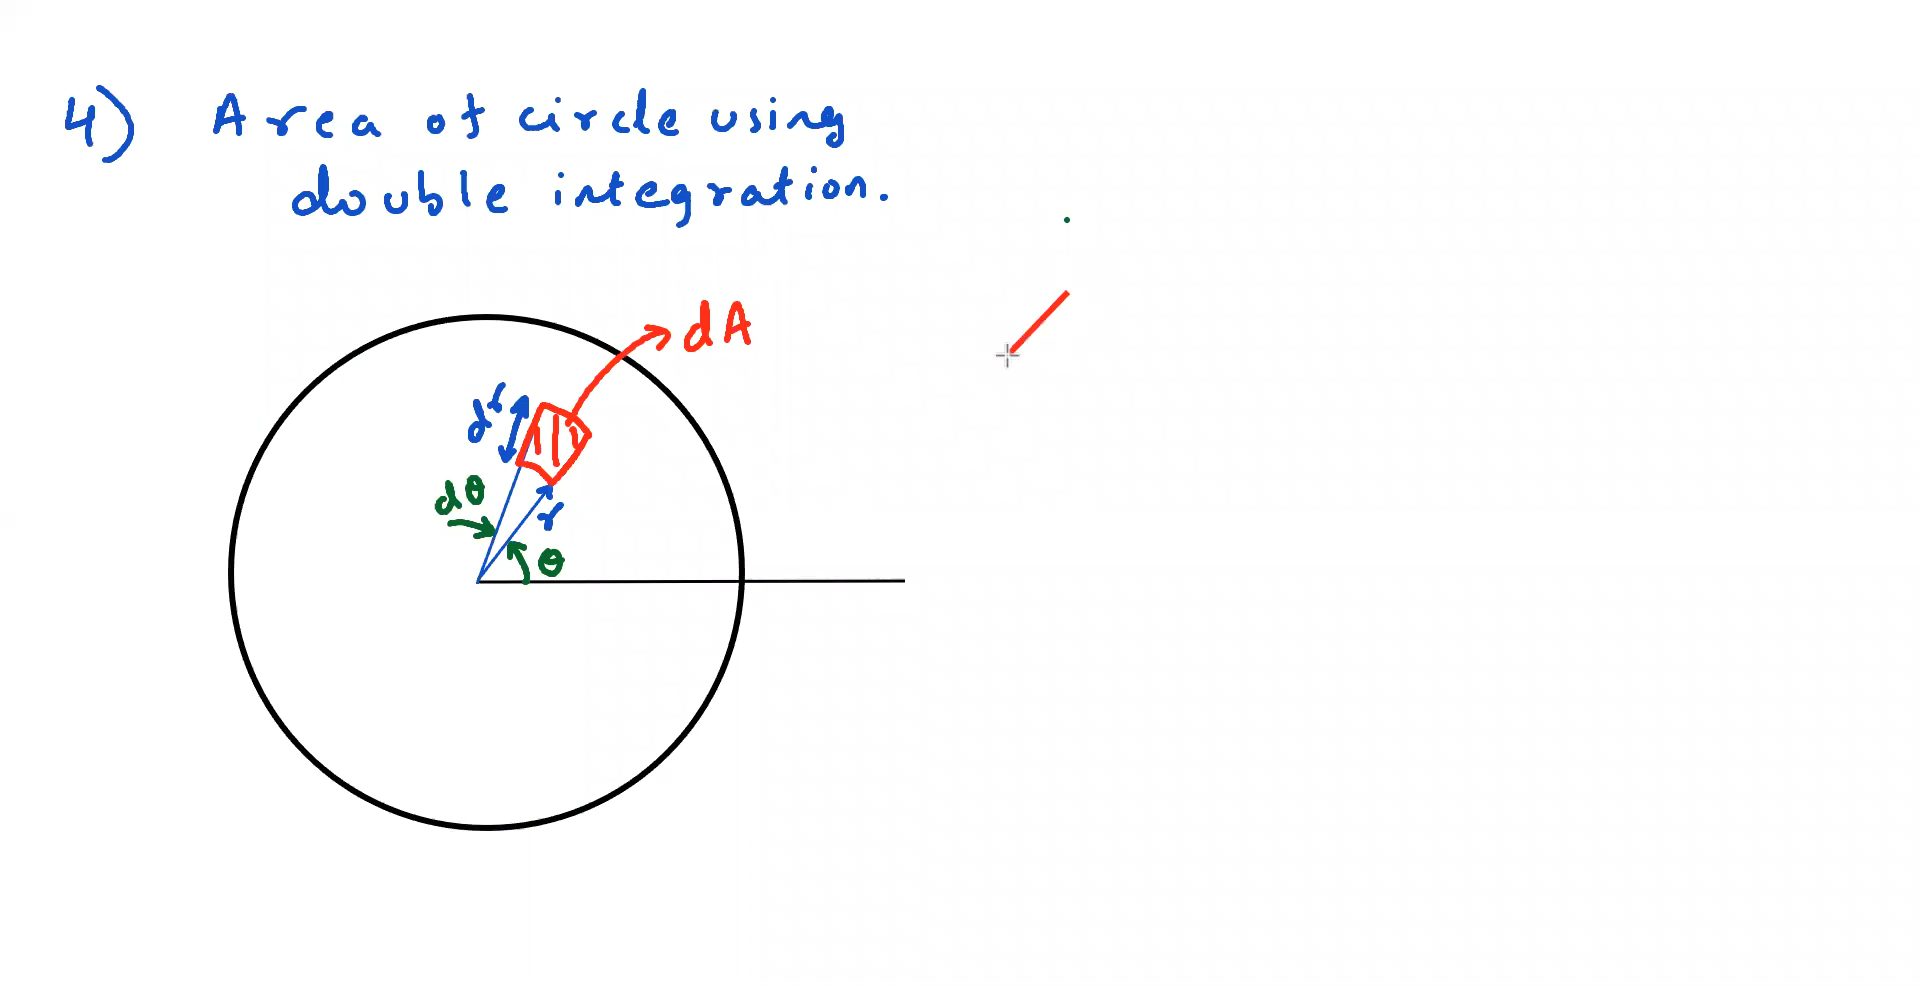 4) Area of circle using
double integration.
dA
dr
dθ
r
θ